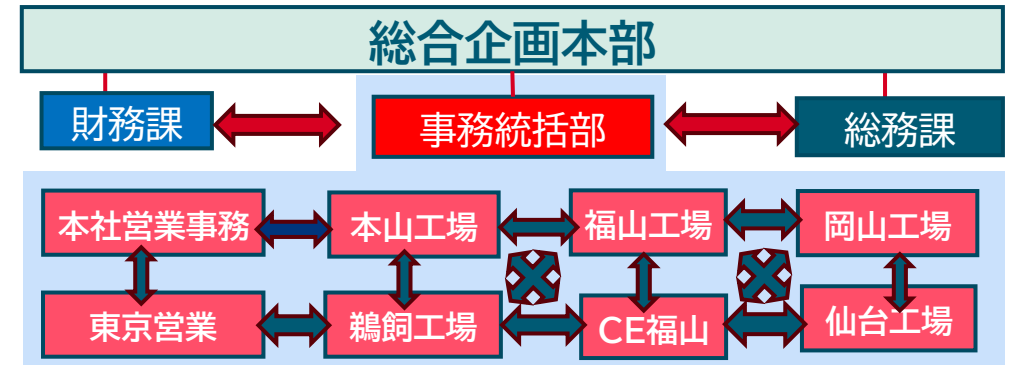 総合企画本部
財務課
事務統括部
総務課
本社営業事務
本山工場
福山工場
岡山工場
東京営業
鵜飼工場
CE福山
仙台工場